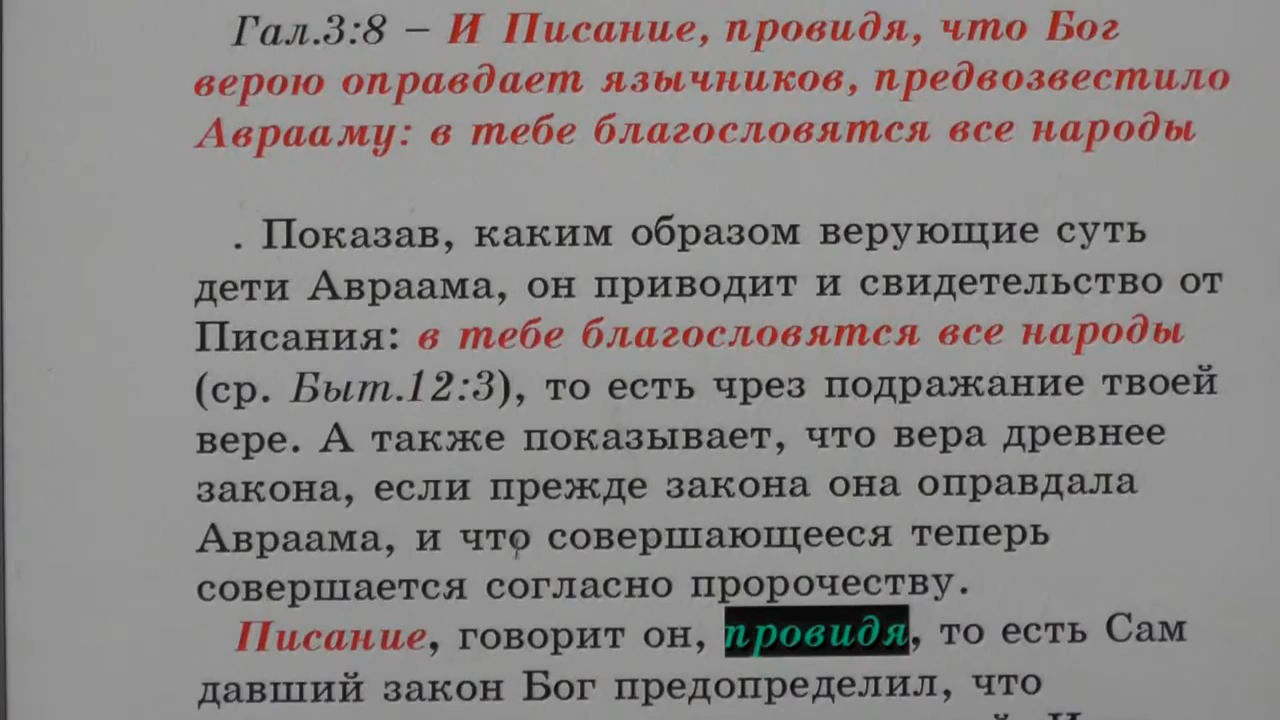 Гал.3:8 – И Писание, провидя, что Бог
верою оправдает язычников, предвозвестило
Аврааму: в тебе благословятся все народы
. Показав, каким образом верующие суть
дети Авраама, он приводит и свидетельство от
Писания: в тебе благословятся все народы
(ср. Быт.12:3), то есть чрез подражание твоей
вере. А также показывает, что вера древнее
закона, если прежде закона она оправдала
Авраама, и что совершающееся теперь
совершается согласно пророчеству.
Писание, говорит он, провидя, то есть Сам
давший закон Бог предопределил, что